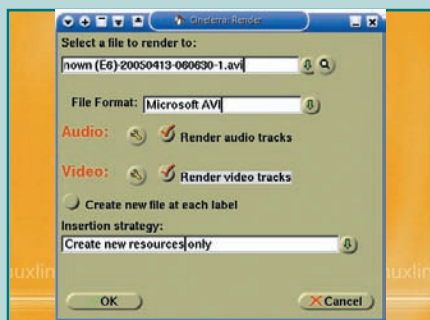 Cinelerra: Render
Select a file to render to:
nown (E6)-20050413-060630-1.avi
File Format: Microsoft AVI
Audio: Render audio tracks
Video: Render video tracks
Create new file at each label
Insertion strategy:
Create new resources only
OK Cancel